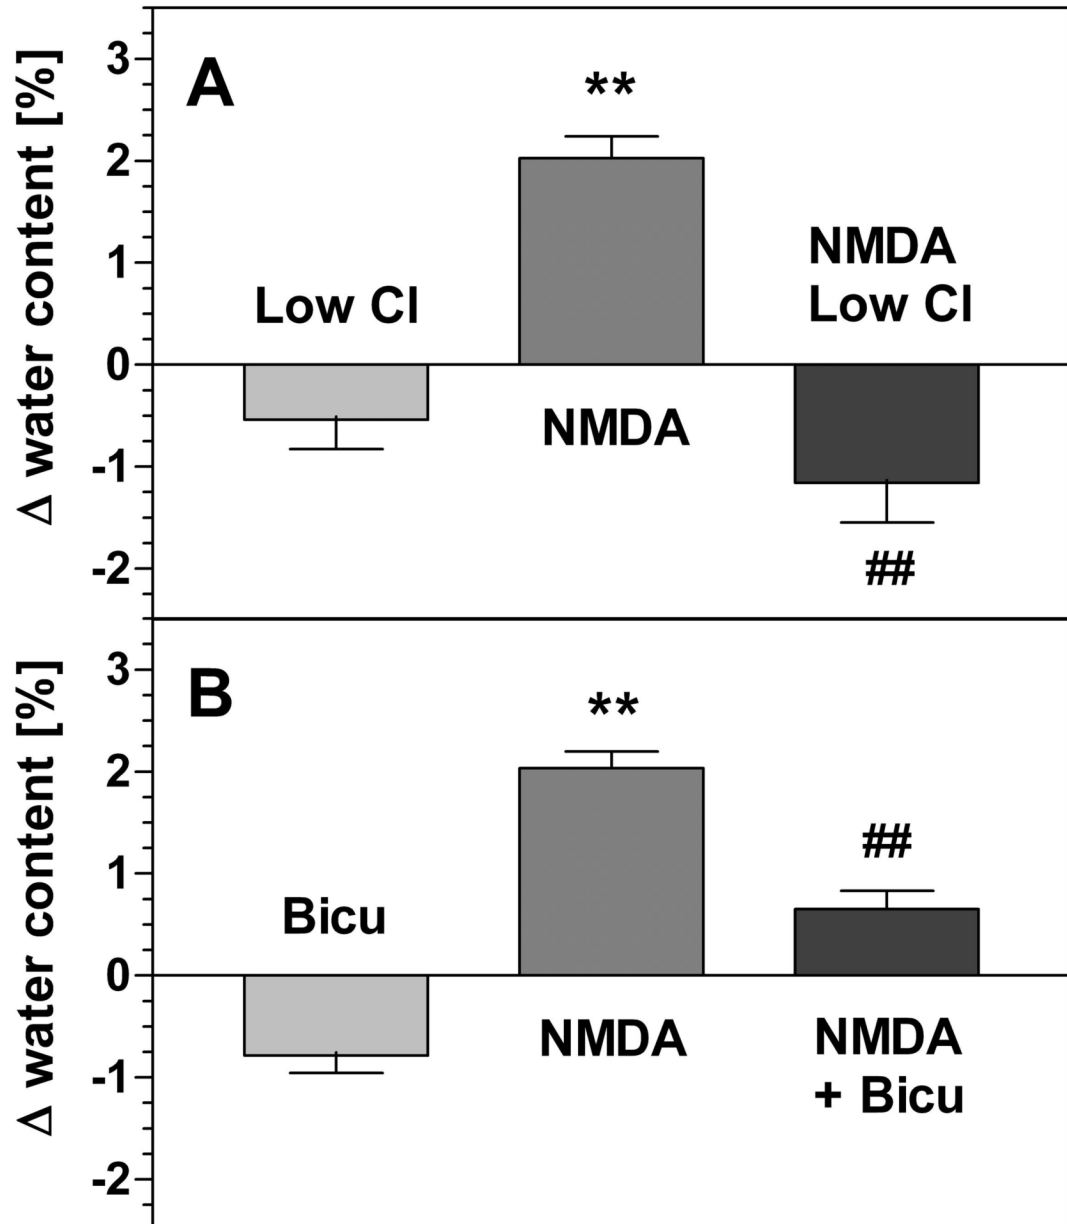 A
Δ water content [%]
3
2
1
0
-1
-2
**
Low Cl
NMDA
NMDA
Low Cl
##
B
Δ water content [%]
3
2
1
0
-1
-2
**
##
Bicu
NMDA
NMDA
+ Bicu